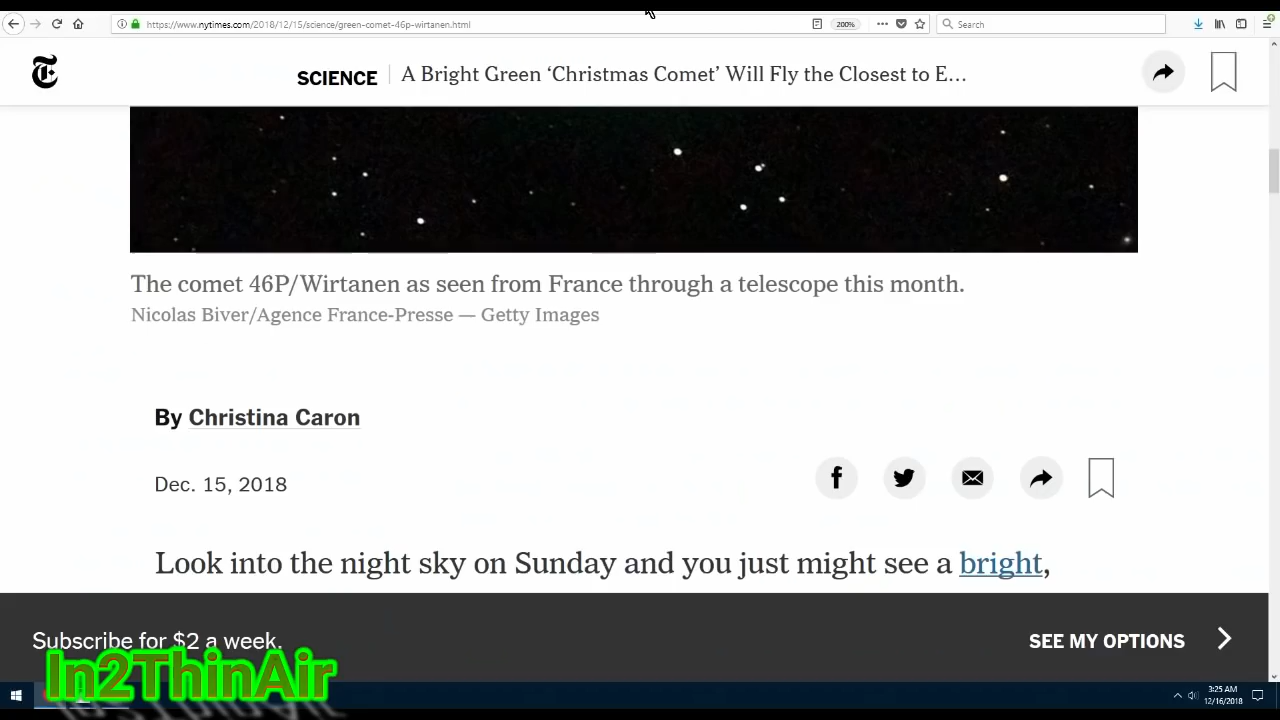 https://www.nytimes.com/2018/12/15/science/green-comet-46p-wirtanen.html
200%
Search
SCIENCE
A Bright Green ‘Christmas Comet’ Will Fly the Closest to E…
The comet 46P/Wirtanen as seen from France through a telescope this month.
Nicolas Biver/Agence France-Presse — Getty Images
By Christina Caron
Dec. 15, 2018
Look into the night sky on Sunday and you just might see a bright,
Subscribe for $2 a week.
SEE MY OPTIONS
In2ThinAir
3:25 AM
12/16/2018